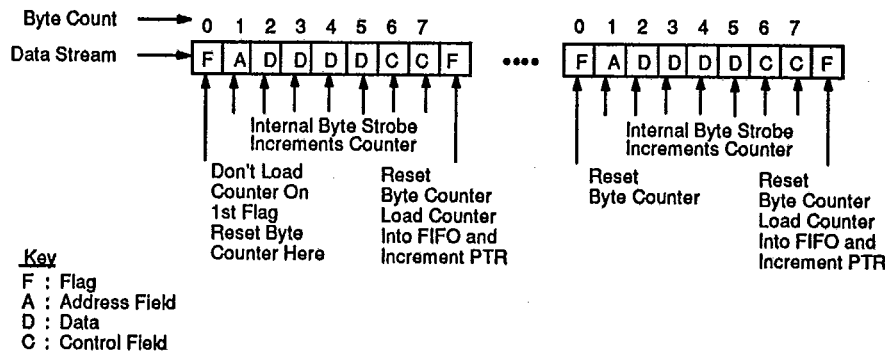 Byte Count 0 1 2 3 4 5 6 7 0 1 2 3 4 5 6 7
Data Stream F A D D D D C C F •••• F A D D D D C C F
Internal Byte Strobe
Increments Counter
Internal Byte Strobe
Increments Counter
Don't Load
Counter On
1st Flag
Reset Byte
Counter Here
Reset
Byte Counter
Load Counter
Into FIFO and
Increment PTR
Reset
Byte Counter
Reset
Byte Counter
Load Counter
Into FIFO and
Increment PTR
Key
F : Flag
A : Address Field
D : Data
C : Control Field